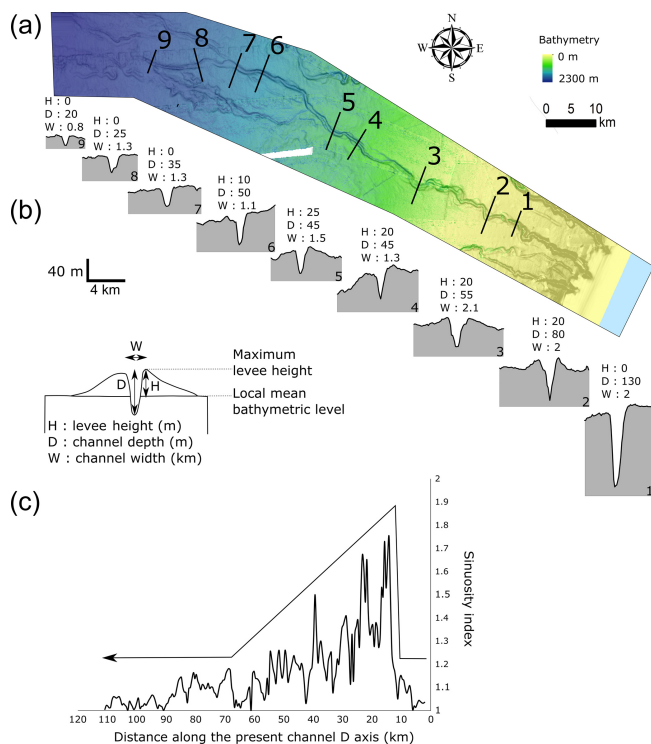 (a)
N
W E
S
Bathymetry
0 m
2300 m
0 5 10
km
9 8 7 6 5 4 3 2 1
(b)
H : 0
D : 20
W : 0.8
9
H : 0
D : 25
W : 1.3
8
H : 0
D : 35
W : 1.3
7
H : 10
D : 50
W : 1.1
6
H : 25
D : 45
W : 1.5
5
H : 20
D : 45
W : 1.3
4
H : 20
D : 55
W : 2.1
3
H : 20
D : 80
W : 2
2
H : 0
D : 130
W : 2
1
40 m
4 km
W
D
H
Maximum
levee height
Local mean
bathymetric level
H : levee height (m)
D : channel depth (m)
W : channel width (km)
(c)
2
1.9
1.8
1.7
1.6
1.5
1.4
1.3
1.2
1.1
1
Sinuosity index
120 110 100 90 80 70 60 50 40 30 20 10 0
Distance along the present channel D axis (km)